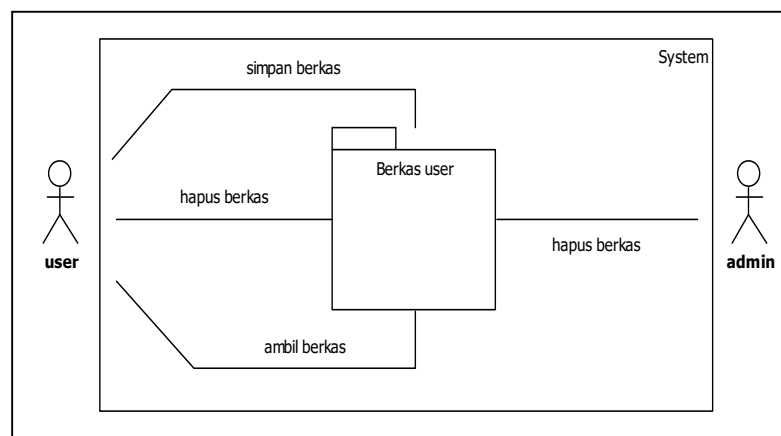 System
simpan berkas
Berkas user
hapus berkas
hapus berkas
user
admin
ambil berkas